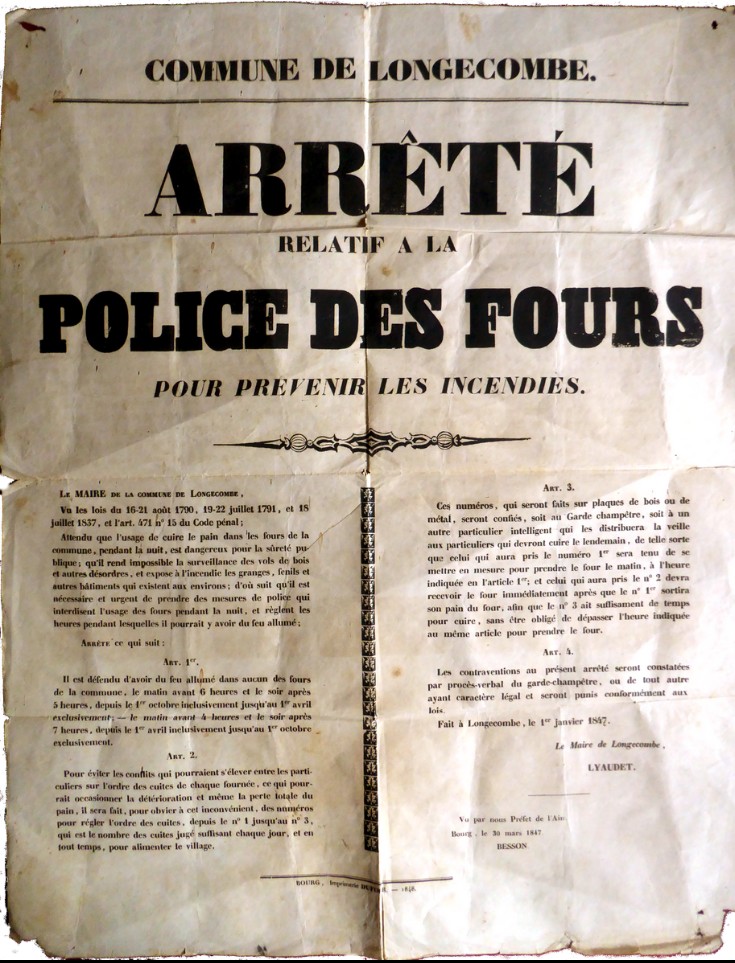 COMMUNE DE LONGECOMBE.
ARRÊTÉ
RELATIF A LA
POLICE DES FOURS
POUR PRÉVENIR LES INCENDIES.
LE MAIRE DE LA COMMUNE DE LONGECOMBE,
Vu les lois du 16-21 août 1790, 19-22 juillet 1791, et 18
juillet 1837, et l'art. 471 n° 15 du Code pénal;
Attendu que l'usage de cuire le pain dans les fours de la
commune, pendant la nuit, est dangereux pour la sûreté pu-
blique; qu'il rend impossible la surveillance des vols de bois
et autres désordres, et expose à l'incendie les granges, fenils et
autres bâtiments qui existent aux environs; d'où suit qu'il est
nécessaire et urgent de prendre des mesures de police qui
interdisent l'usage des fours pendant la nuit, et règlent les
heures pendant lesquelles il pourrait y avoir du feu allumé;
ARRÊTE ce qui suit:
ART. 1er.
Il est défendu d'avoir du feu allumé dans aucun des fours
de la commune, le matin avant 6 heures et le soir après
5 heures, depuis le 1er octobre inclusivement jusqu'au 1er avril
exclusivement; — le matin avant 4 heures et le soir après
7 heures, depuis le 1er avril inclusivement jusqu'au 1er octobre
exclusivement.
ART. 2.
Pour éviter les conflits qui pourraient s'élever entre les parti-
culiers sur l'ordre des cuites de chaque fournée, ce qui pour-
rait occasionner la détérioration et même la perte totale du
pain, il sera fait, pour obvier à cet inconvénient, des numéros
pour régler l'ordre des cuites, depuis le n° 1 jusqu'au n° 3,
qui est le nombre des cuites jugé suffisant chaque jour, et en
tout temps, pour alimenter le village.
ART. 3.
Ces numéros, qui seront faits sur plaques de bois ou de
métal, seront confiés, soit au Garde champêtre, soit à un
autre particulier intelligent qui les distribuera la veille
aux particuliers qui devront cuire le lendemain, de telle sorte
que celui qui aura pris le numéro 1er sera tenu de se
mettre en mesure pour prendre le four le matin, à l'heure
indiquée en l'article 1er; et celui qui aura pris le n° 2 devra
recevoir le four immédiatement après que le n° 1er sortira
son pain du four, afin que le n° 3 ait suffisamment de temps
pour cuire, sans être obligé de dépasser l'heure indiquée
au même article pour prendre le four.
ART. 4.
Les contraventions au présent arrêté seront constatées
par procès-verbal du garde-champêtre, ou de tout autre
ayant caractère légal et seront punis conformément aux
lois.
Fait à Longecombe, le 1er janvier 1847.
Le Maire de Longecombe,
LYAUDET.
Vu par nous Préfet de l'Ain
Bourg, le 30 mars 1847
BESSON
BOURG, Imprimerie — 1848.